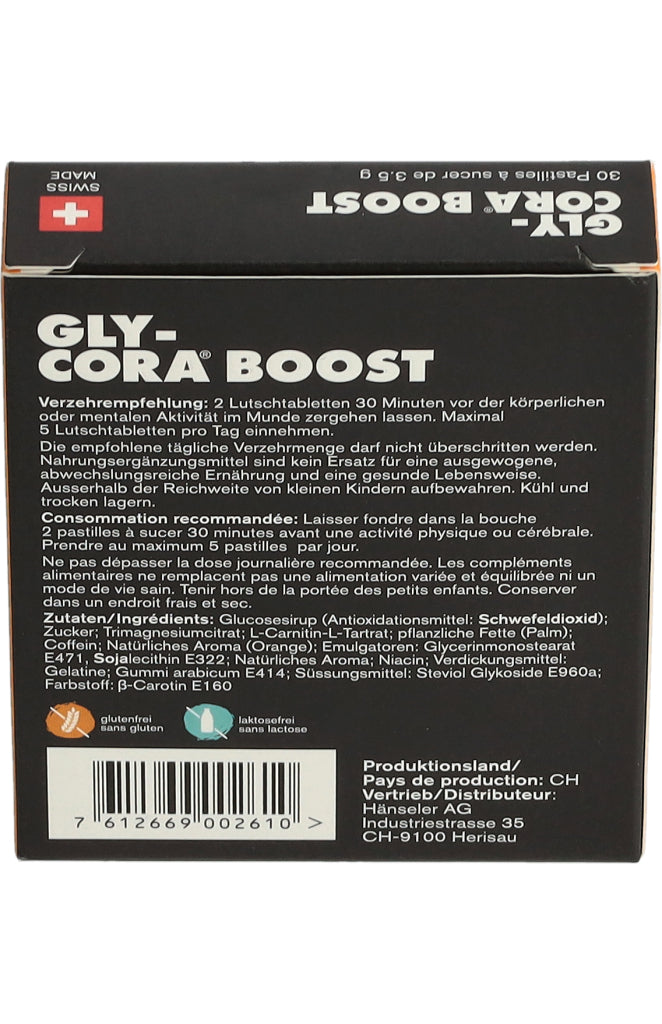 30 Pastilles à sucer de 3.5 g
GLY-
CORA® BOOST
SWISS
MADE
GLY-
CORA® BOOST
Verzehrempfehlung: 2 Lutschtabletten 30 Minuten vor der körperlichen
oder mentalen Aktivität im Munde zergehen lassen. Maximal
5 Lutschtabletten pro Tag einnehmen.
Die empfohlene tägliche Verzehrmenge darf nicht überschritten werden.
Nahrungsergänzungsmittel sind kein Ersatz für eine ausgewogene,
abwechslungsreiche Ernährung und eine gesunde Lebensweise.
Ausserhalb der Reichweite von kleinen Kindern aufbewahren. Kühl und
trocken lagern.
Consommation recommandée: Laisser fondre dans la bouche
2 pastilles à sucer 30 minutes avant une activité physique ou cérébrale.
Prendre au maximum 5 pastilles par jour.
Ne pas dépasser la dose journalière recommandée. Les compléments
alimentaires ne remplacent pas une alimentation variée et équilibrée ni un
mode de vie sain. Tenir hors de la portée des petits enfants. Conserver
dans un endroit frais et sec.
Zutaten/Ingrédients: Glucosesirup (Antioxidationsmittel: Schwefeldioxid);
Zucker; Trimagnesiumcitrat; L-Carnitin-L-Tartrat; pflanzliche Fette (Palm);
Coffein; Natürliches Aroma (Orange); Emulgatoren: Glycerinmonostearat
E471, Sojalecithin E322; Natürliches Aroma; Niacin; Verdickungsmittel:
Gelatine; Gummi arabicum E414; Süssungsmittel: Steviol Glykoside E960a;
Farbstoff: β-Carotin E160
glutenfrei
sans gluten
laktosefrei
sans lactose
7 612669 002610 >
Produktionsland/
Pays de production: CH
Vertrieb/Distributeur:
Hänseler AG
Industriestrasse 35
CH-9100 Herisau